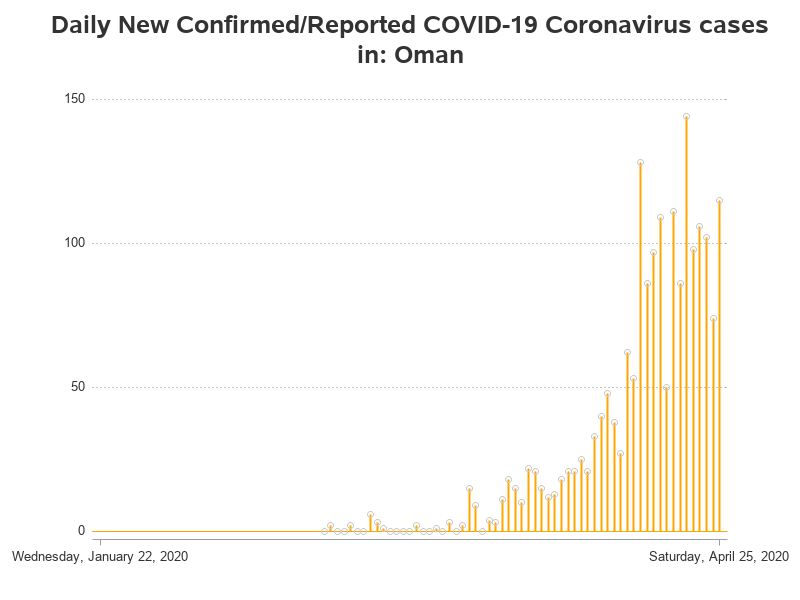 Daily New Confirmed/Reported COVID-19 Coronavirus cases
in: Oman
150
100
50
0
Wednesday, January 22, 2020
Saturday, April 25, 2020